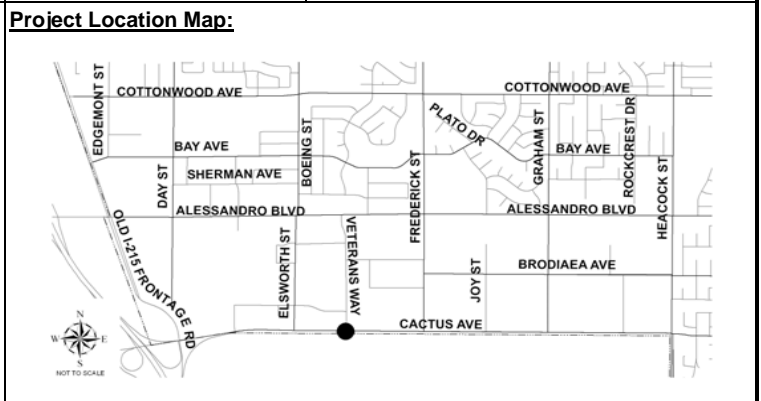 Project Location Map:
EDGEMONT ST
COTTONWOOD AVE
COTTONWOOD AVE
PLATO DR
ROCKCREST DR
BOEING ST
GRAHAM ST
BAY AVE
BAY AVE
SHERMAN AVE
DAY ST
FREDERICK ST
HEACOCK ST
ALESSANDRO BLVD
ALESSANDRO BLVD
OLD I-215 FRONTAGE RD
ELSWORTH ST
VETERANS WAY
JOY ST
BRODIAEA AVE
CACTUS AVE
N
W E
S
NOT TO SCALE